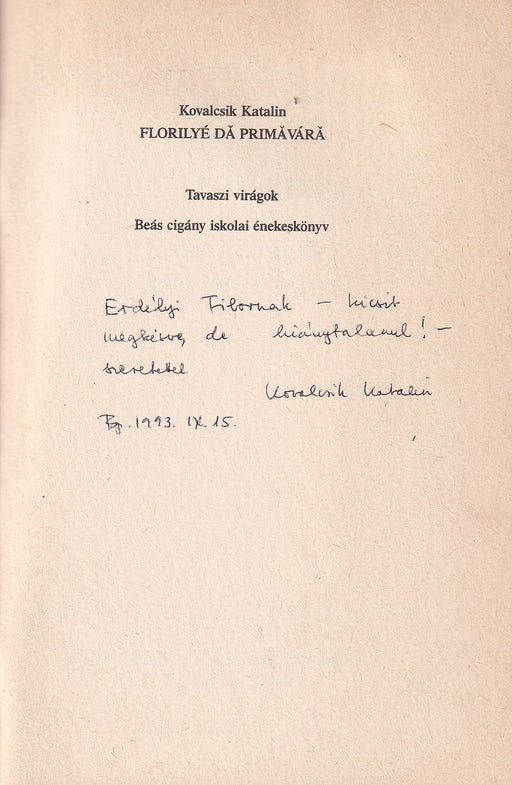 Kovalcsik Katalin
FLORILYÉ DĂ PRIMĂVÁRĂ
Tavaszi virágok
Beás cigány iskolai énekeskönyv
Erdélyi Tibornak – kicsit
megkésve, de hiánytalanul! –
szeretettel
Kovalcsik Katalin
Bp. 1993. IX. 15.